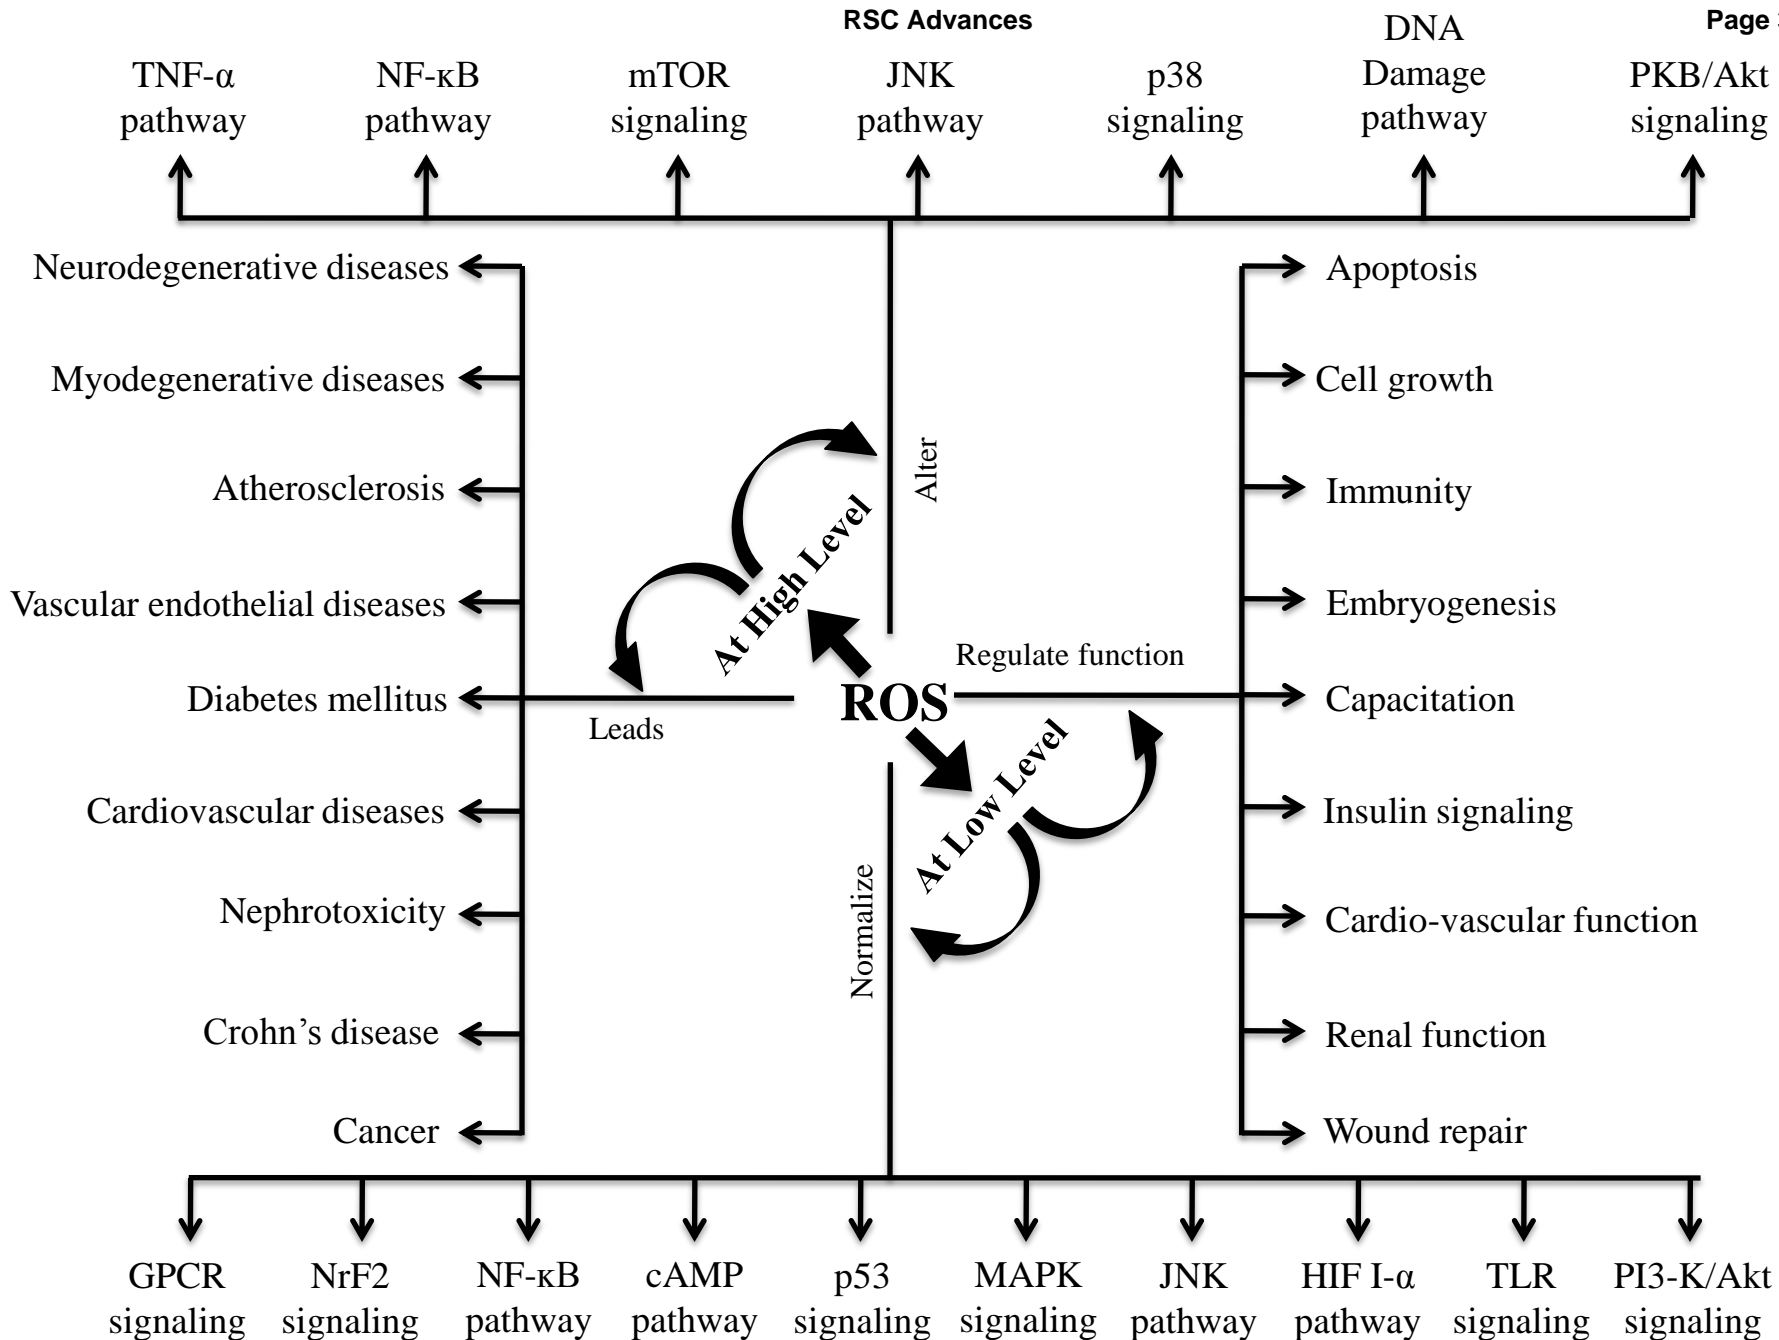 RSC Advances
Page
TNF-α
pathway
NF-κB
pathway
mTOR
signaling
JNK
pathway
p38
signaling
DNA
Damage
pathway
PKB/Akt
signaling
Neurodegenerative diseases
Myodegenerative diseases
Atherosclerosis
Vascular endothelial diseases
Diabetes mellitus
Cardiovascular diseases
Nephrotoxicity
Crohn’s disease
Cancer
Alter
At High Level
Leads
ROS
Regulate function
At Low Level
Normalize
Apoptosis
Cell growth
Immunity
Embryogenesis
Capacitation
Insulin signaling
Cardio-vascular function
Renal function
Wound repair
GPCR
signaling
NrF2
signaling
NF-κB
pathway
cAMP
pathway
p53
signaling
MAPK
signaling
JNK
pathway
HIF I-α
pathway
TLR
signaling
PI3-K/Akt
signaling